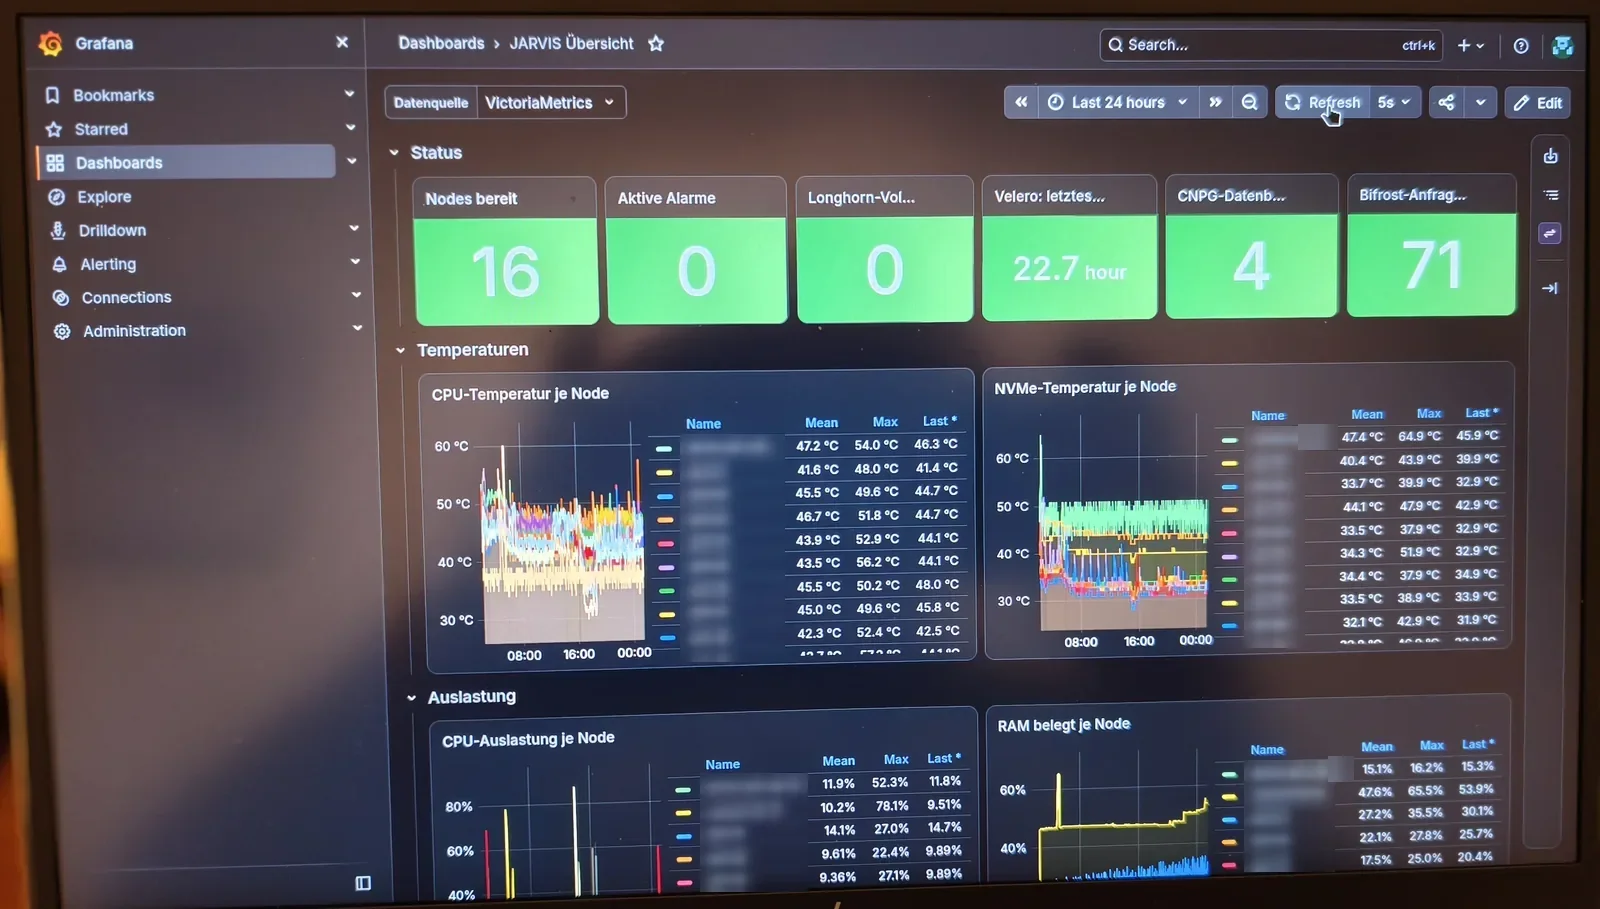 Grafana
Dashboards › JARVIS Übersicht
Search...
ctrl+k
Bookmarks
Starred
Dashboards
Explore
Drilldown
Alerting
Connections
Administration
Datenquelle
VictoriaMetrics
Last 24 hours
Refresh
5s
Edit
Status
Nodes bereit
16
Aktive Alarme
0
Longhorn-Vol...
0
Velero: letztes...
22.7 hour
CNPG-Datenb...
4
Bifrost-Anfrag...
71
Temperaturen
CPU-Temperatur je Node
60 °C
50 °C
40 °C
30 °C
08:00 16:00 00:00
Name Mean Max Last *
47.2 °C 54.0 °C 46.3 °C
41.6 °C 48.0 °C 41.4 °C
45.5 °C 49.6 °C 44.7 °C
46.7 °C 51.8 °C 44.7 °C
43.9 °C 52.9 °C 44.1 °C
43.5 °C 56.2 °C 44.1 °C
45.5 °C 50.2 °C 48.0 °C
45.0 °C 49.6 °C 45.8 °C
42.3 °C 52.4 °C 42.5 °C
NVMe-Temperatur je Node
60 °C
50 °C
40 °C
30 °C
08:00 16:00 00:00
Name Mean Max Last *
47.4 °C 64.9 °C 45.9 °C
40.4 °C 43.9 °C 39.9 °C
33.7 °C 39.9 °C 32.9 °C
44.1 °C 47.9 °C 42.9 °C
33.5 °C 37.9 °C 32.9 °C
34.3 °C 51.9 °C 32.9 °C
34.4 °C 37.9 °C 34.9 °C
33.5 °C 38.9 °C 33.9 °C
32.1 °C 42.9 °C 31.9 °C
Auslastung
CPU-Auslastung je Node
80%
60%
40%
Name Mean Max Last *
11.9% 52.3% 11.8%
10.2% 78.1% 9.51%
14.1% 27.0% 14.7%
9.61% 22.4% 9.89%
9.36% 27.1% 9.89%
RAM belegt je Node
60%
40%
Name Mean Max Last *
15.1% 16.2% 15.3%
47.6% 65.5% 53.9%
27.2% 35.5% 30.1%
22.1% 27.8% 25.7%
17.5% 25.0% 20.4%